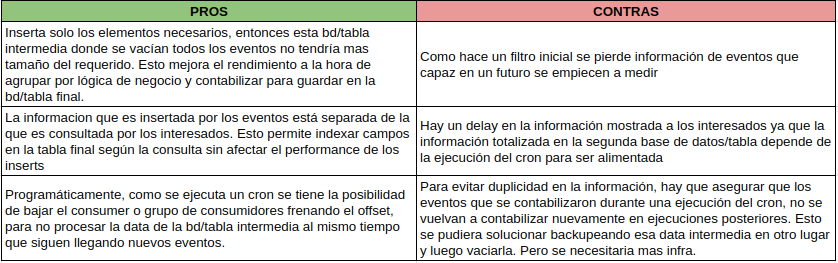 PROS
CONTRAS
Inserta solo los elementos necesarios, entonces esta bd/tabla
intermedia donde se vacían todos los eventos no tendría mas
tamaño del requerido. Esto mejora el rendimiento a la hora de
agrupar por lógica de negocio y contabilizar para guardar en la
bd/tabla final.
Como hace un filtro inicial se pierde información de eventos que
capaz en un futuro se empiecen a medir
La informacion que es insertada por los eventos está separada de la
que es consultada por los interesados. Esto permite indexar campos
en la tabla final según la consulta sin afectar el performance de los
inserts
Hay un delay en la información mostrada a los interesados ya que la
información totalizada en la segunda base de datos/tabla depende de
la ejecución del cron para ser alimentada
Programáticamente, como se ejecuta un cron se tiene la posibilidad
de bajar el consumer o grupo de consumidores frenando el offset,
para no procesar la data de la bd/tabla intermedia al mismo tiempo
que siguen llegando nuevos eventos.
Para evitar duplicidad en la información, hay que asegurar que los
eventos que se contabilizaron durante una ejecución del cron, no se
vuelvan a contabilizar nuevamente en ejecuciones posteriores. Esto
se pudiera solucionar backupeando esa data intermedia en otro lugar
y luego vaciarla. Pero se necesitaria mas infra.